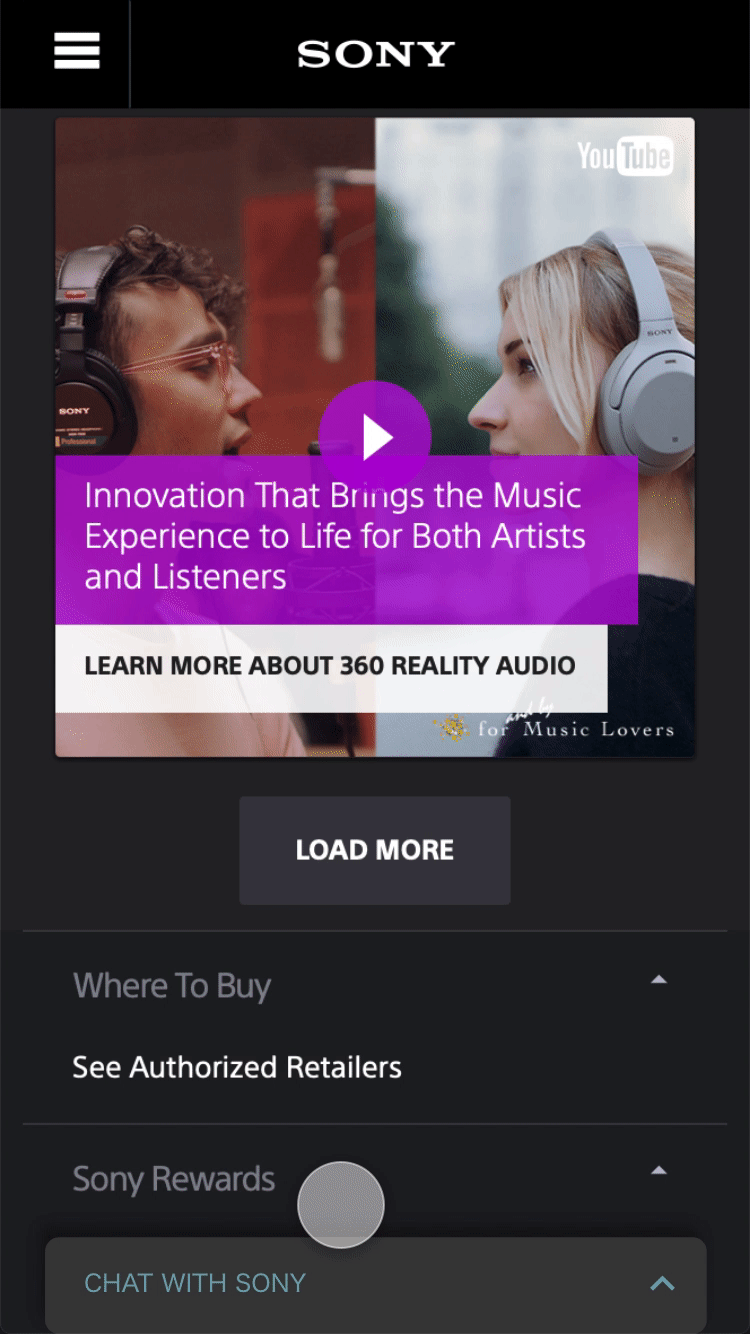 SONY
YouTube
SONY
SONY
Professional
Innovation That Brings the Music
Experience to Life for Both Artists
and Listeners
LEARN MORE ABOUT 360 REALITY AUDIO
and by
for Music Lovers
LOAD MORE
Where To Buy
See Authorized Retailers
Sony Rewards
CHAT WITH SONY